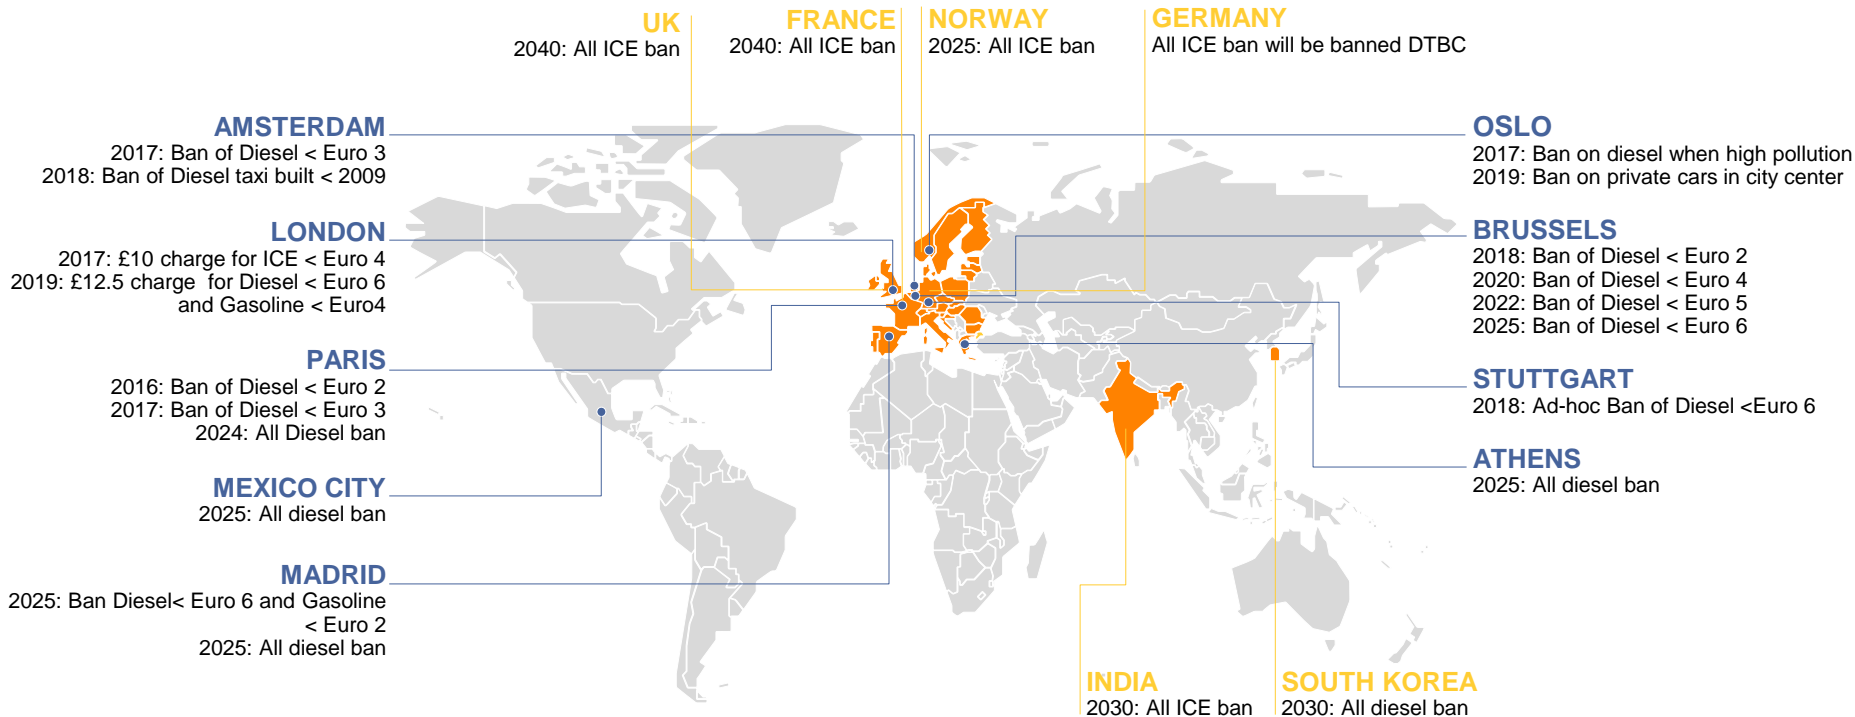 UK
2040: All ICE ban
FRANCE
2040: All ICE ban
NORWAY
2025: All ICE ban
GERMANY
All ICE ban will be banned DTBC
AMSTERDAM
2017: Ban of Diesel < Euro 3
2018: Ban of Diesel taxi built < 2009
LONDON
2017: £10 charge for ICE < Euro 4
2019: £12.5 charge  for Diesel < Euro 6
and Gasoline < Euro4
PARIS
2016: Ban of Diesel < Euro 2
2017: Ban of Diesel < Euro 3
2024: All Diesel ban
MEXICO CITY
2025: All diesel ban
MADRID
2025: Ban Diesel< Euro 6 and Gasoline
< Euro 2
2025: All diesel ban
OSLO
2017: Ban on diesel when high pollution
2019: Ban on private cars in city center
BRUSSELS
2018: Ban of Diesel < Euro 2
2020: Ban of Diesel < Euro 4
2022: Ban of Diesel < Euro 5
2025: Ban of Diesel < Euro 6
STUTTGART
2018: Ad-hoc Ban of Diesel <Euro 6
ATHENS
2025: All diesel ban
INDIA
2030: All ICE ban
SOUTH KOREA
2030: All diesel ban